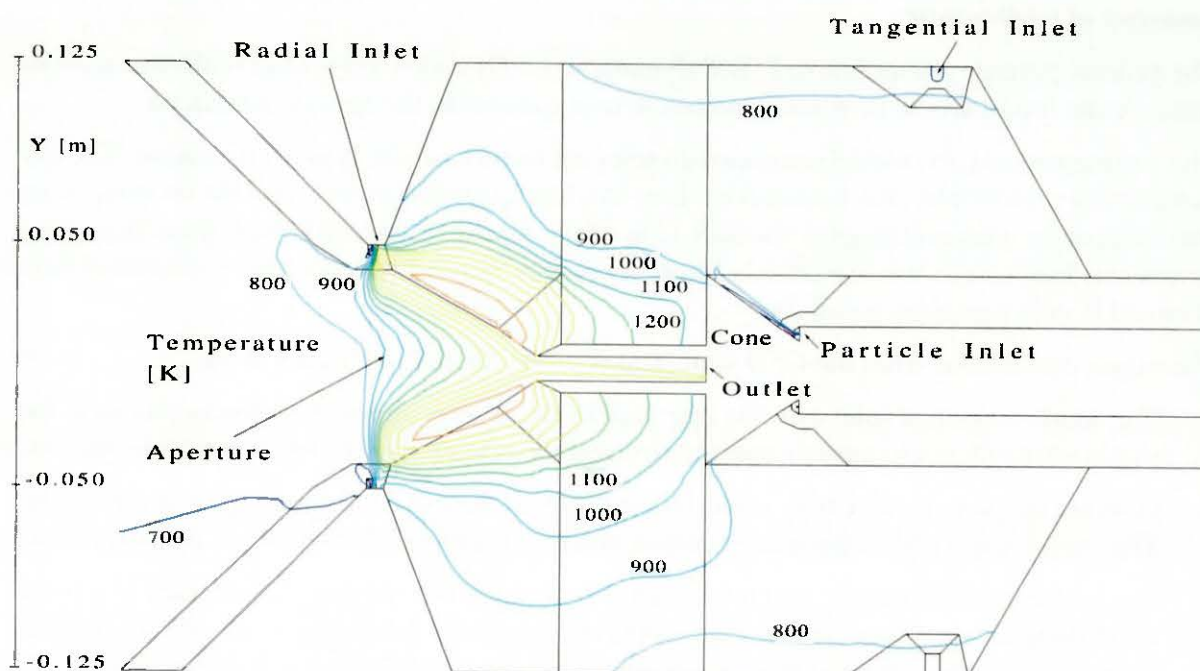 Tangential Inlet
0.125
Radial Inlet
800
Y [m]
0.050
900
1000
800
900
1100
1200
Temperature
[K]
Cone
Particle Inlet
Outlet
Aperture
-0.050
1100
1000
700
900
800
-0.125